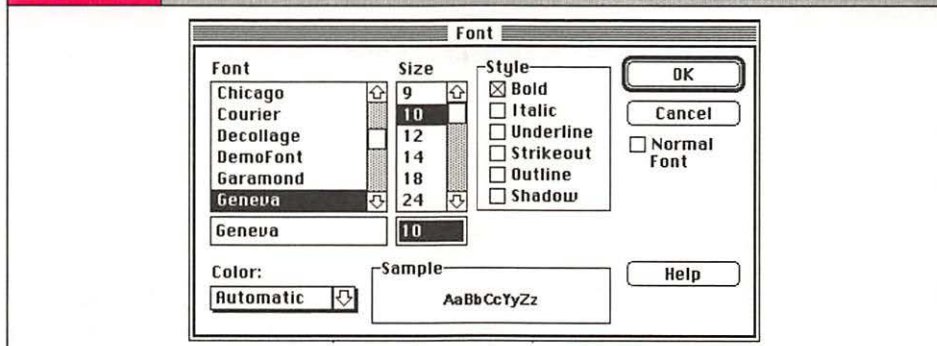 Font
Font
Chicago
Courier
Decollage
DemoFont
Garamond
Geneva
Geneva
Size
9
10
12
14
18
24
10
Style
Bold
Italic
Underline
Strikeout
Outline
Shadow
OK
Cancel
Normal
Font
Color:
Automatic
Sample
AaBbCcYyZz
Help